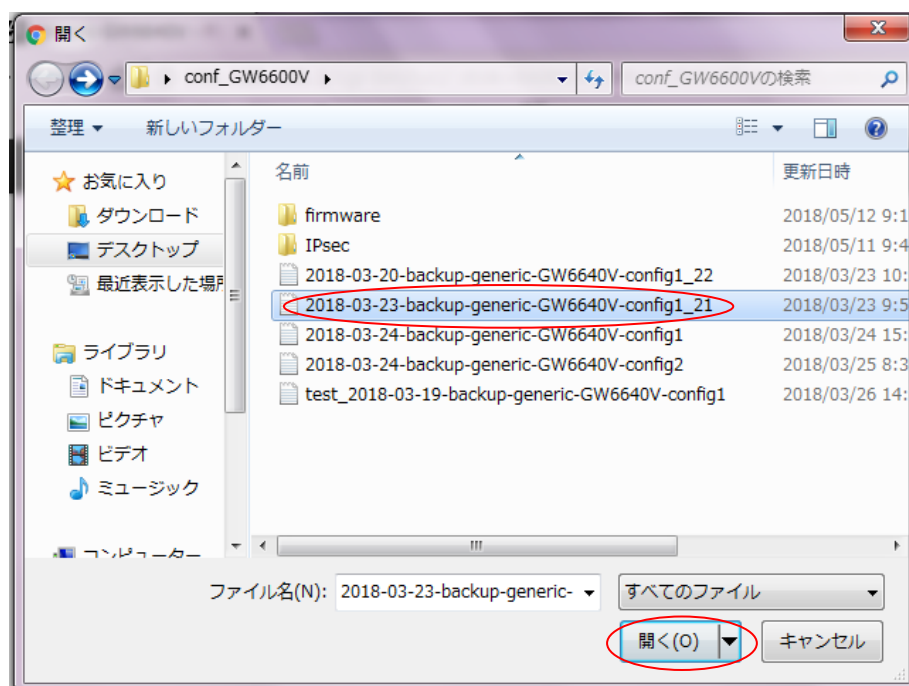 開く
conf_GW6600V
conf_GW6600Vの検索
整理
新しいフォルダー
名前
更新日時
お気に入り
ダウンロード
デスクトップ
最近表示した場所
ライブラリ
ドキュメント
ピクチャ
ビデオ
ミュージック
コンピューター
firmware 2018/05/12 9:1
IPsec 2018/05/11 9:4
2018-03-20-backup-generic-GW6640V-config1_22 2018/03/23 10:
2018-03-23-backup-generic-GW6640V-config1_21 2018/03/23 9:5
2018-03-24-backup-generic-GW6640V-config1 2018/03/24 15:
2018-03-24-backup-generic-GW6640V-config2 2018/03/25 8:3
test_2018-03-19-backup-generic-GW6640V-config1 2018/03/26 14:
ファイル名(N): 2018-03-23-backup-generic-
すべてのファイル
開く(O)
キャンセル